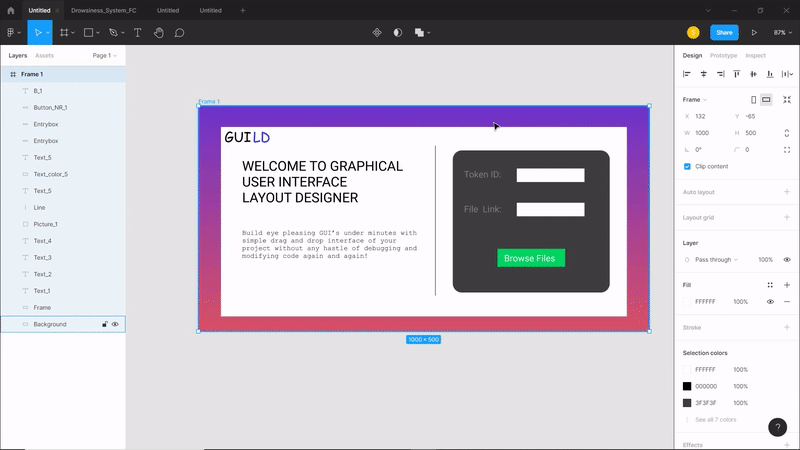 Untitled
Drowsiness_System_FC
Untitled
Untitled
S
Share
87%
Layers
Assets
Page 1
Frame 1
B_1
Button_NR_1
Entrybox
Entrybox
Text_5
Text_color_5
Text_5
Line
Picture_1
Text_4
Text_3
Text_2
Text_1
Frame
Background
Frame 1
GUILD
WELCOME TO GRAPHICAL
USER INTERFACE
LAYOUT DESIGNER
Build eye pleasing GUI's under minutes with
simple drag and drop interface of your
project without any hastle of debugging and
modifying code again and again!
Token ID:
File Link:
Browse Files
1000 × 500
Design
Prototype
Inspect
Frame
X 132 Y -65
W 1000 H 500
0° 0
Clip content
Auto layout
Layout grid
Layer
Pass through 100%
Fill
FFFFFF 100%
Stroke
Selection colors
FFFFFF 100%
000000 100%
3F3F3F 100%
See all 7 colors
Effects
?